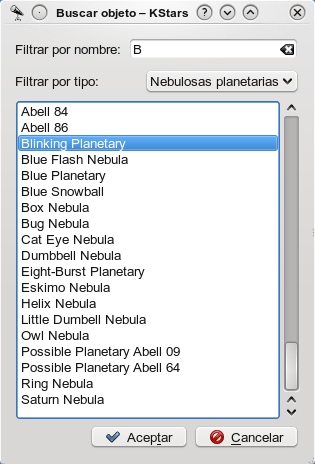 Buscar objeto – KStars
Filtrar por nombre: B
Filtrar por tipo: Nebulosas planetarias
Abell 84
Abell 86
Blinking Planetary
Blue Flash Nebula
Blue Planetary
Blue Snowball
Box Nebula
Bug Nebula
Cat Eye Nebula
Dumbbell Nebula
Eight-Burst Planetary
Eskimo Nebula
Helix Nebula
Little Dumbell Nebula
Owl Nebula
Possible Planetary Abell 09
Possible Planetary Abell 64
Ring Nebula
Saturn Nebula
Aceptar Cancelar